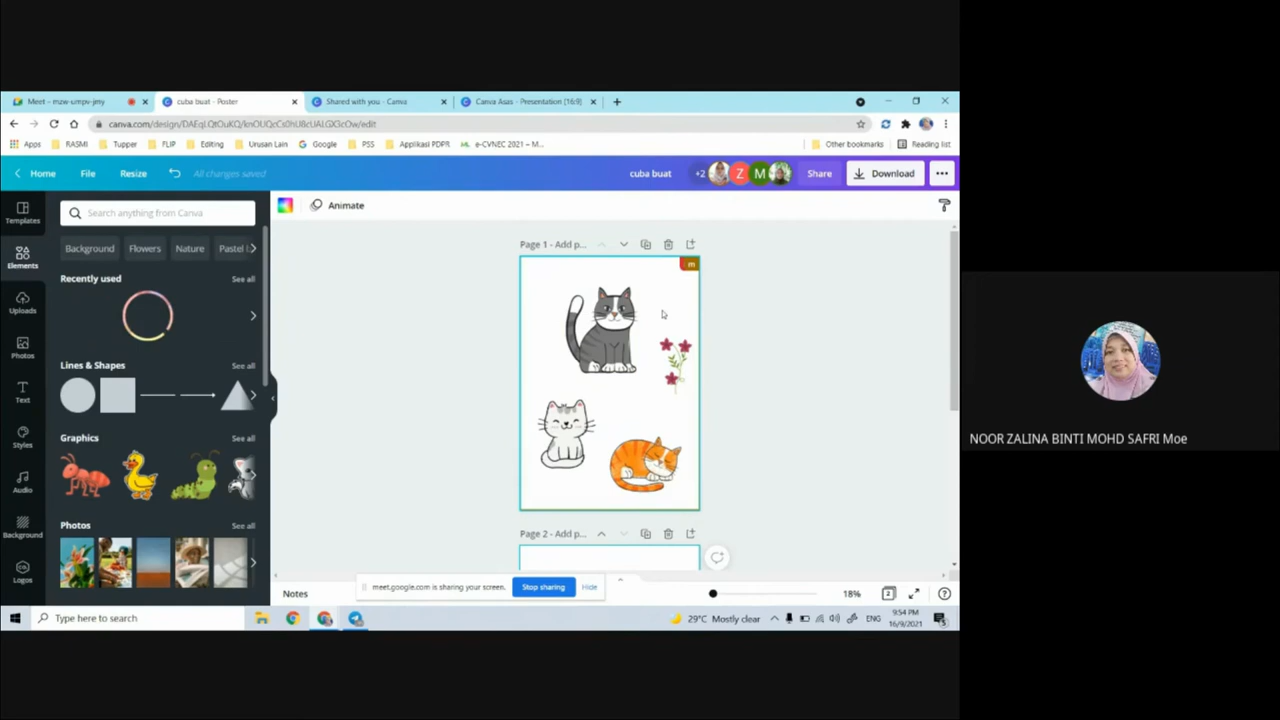 Meet – mzw-umpv-jmy
cuba buat - Poster
Shared with you - Canva
Canva Asas - Presentation (16:9)
Apps
RASMI
Tupper
FLIP
Editing
Urusan Lain
Google
PSS
Applikasi PDPR
e-CVNEC 2021 – M...
Other bookmarks
Reading list
Home
File
Resize
All changes saved
cuba buat
+2
Z
M
Share
Download
Templates
Search anything from Canva
Animate
Elements
Background
Flowers
Nature
Pastel
Page 1 - Add p...
m
Recently used
See all
Uploads
Photos
Lines & Shapes
See all
Text
Styles
Graphics
See all
NOOR ZALINA BINTI MOHD SAFRI Moe
Audio
Background
Photos
See all
Page 2 - Add p...
Logos
meet.google.com is sharing your screen.
Stop sharing
Hide
Notes
18%
2
Type here to search
29°C Mostly clear
ENG
9:54 PM
16/9/2021